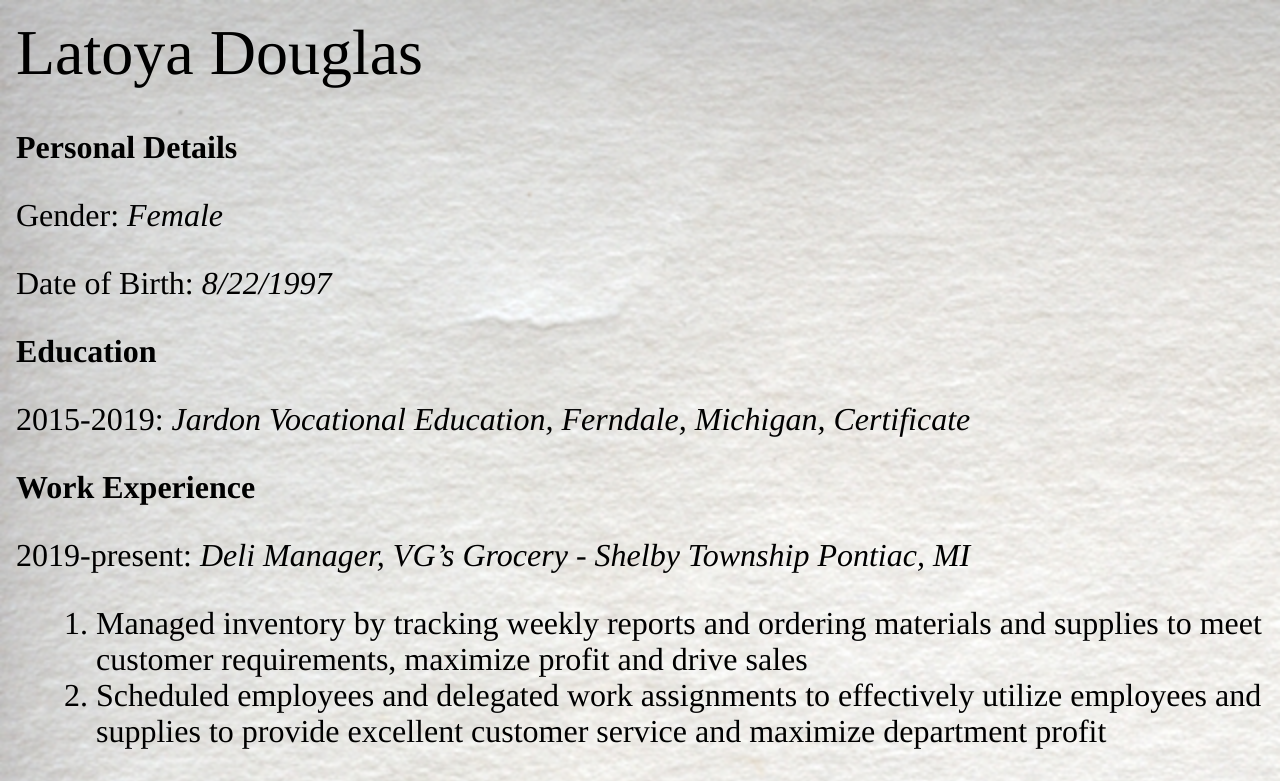 Latoya Douglas
Personal Details
Gender: Female
Date of Birth: 8/22/1997
Education
2015-2019: Jardon Vocational Education, Ferndale, Michigan, Certificate
Work Experience
2019-present: Deli Manager, VG’s Grocery - Shelby Township Pontiac, MI
1. Managed inventory by tracking weekly reports and ordering materials and supplies to meet
customer requirements, maximize profit and drive sales
2. Scheduled employees and delegated work assignments to effectively utilize employees and
supplies to provide excellent customer service and maximize department profit